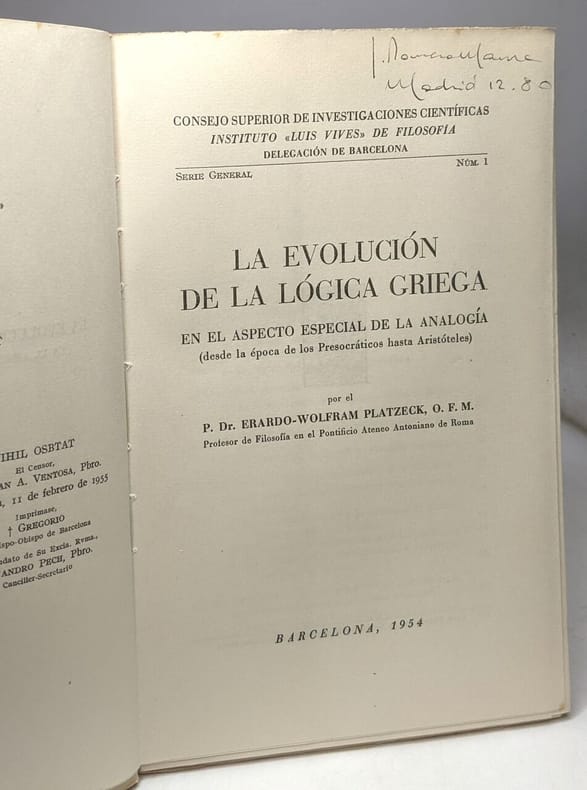 IHIL OSBTAT
El Censor,
AN A. VENTOSA, Pbro.
, 11 de febrero de 1955
Imprímase,
† GREGORIO
ispo-Obispo de Barcelona
ndato de Su Excia. Rvma.,
ANDRO PECH, Pbro.
Canciller-Secretario
Madrid 12.80
CONSEJO SUPERIOR DE INVESTIGACIONES CIENTÍFICAS
INSTITUTO «LUIS VIVES» DE FILOSOFÍA
DELEGACIÓN DE BARCELONA
SERIE GENERAL NÚM. 1
LA EVOLUCIÓN
DE LA LÓGICA GRIEGA
EN EL ASPECTO ESPECIAL DE LA ANALOGÍA
(desde la época de los Presocráticos hasta Aristóteles)
por el
P. Dr. ERARDO-WOLFRAM PLATZECK, O. F. M.
Profesor de Filosofía en el Pontificio Ateneo Antoniano de Roma
BARCELONA, 1954